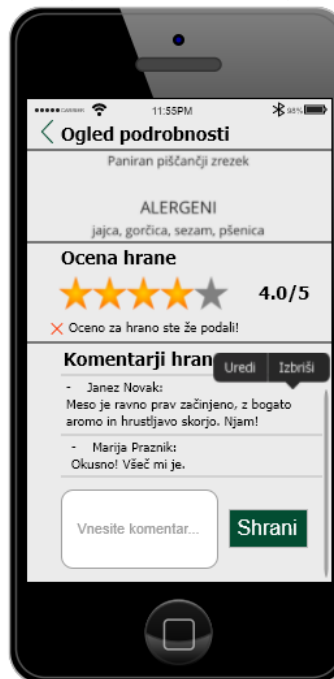 CARRIER 11:55PM 98%
Ogled podrobnosti
Paniran piščančji zrezek
ALERGENI
jajca, gorčica, sezam, pšenica
Ocena hrane
4.0/5
Oceno za hrano ste že podali!
Komentarji hran
Uredi Izbriši
- Janez Novak:
Meso je ravno prav začinjeno, z bogato
aromo in hrustljavo skorjo. Njam!
- Marija Praznik:
Okusno! Všeč mi je.
Vnesite komentar...
Shrani